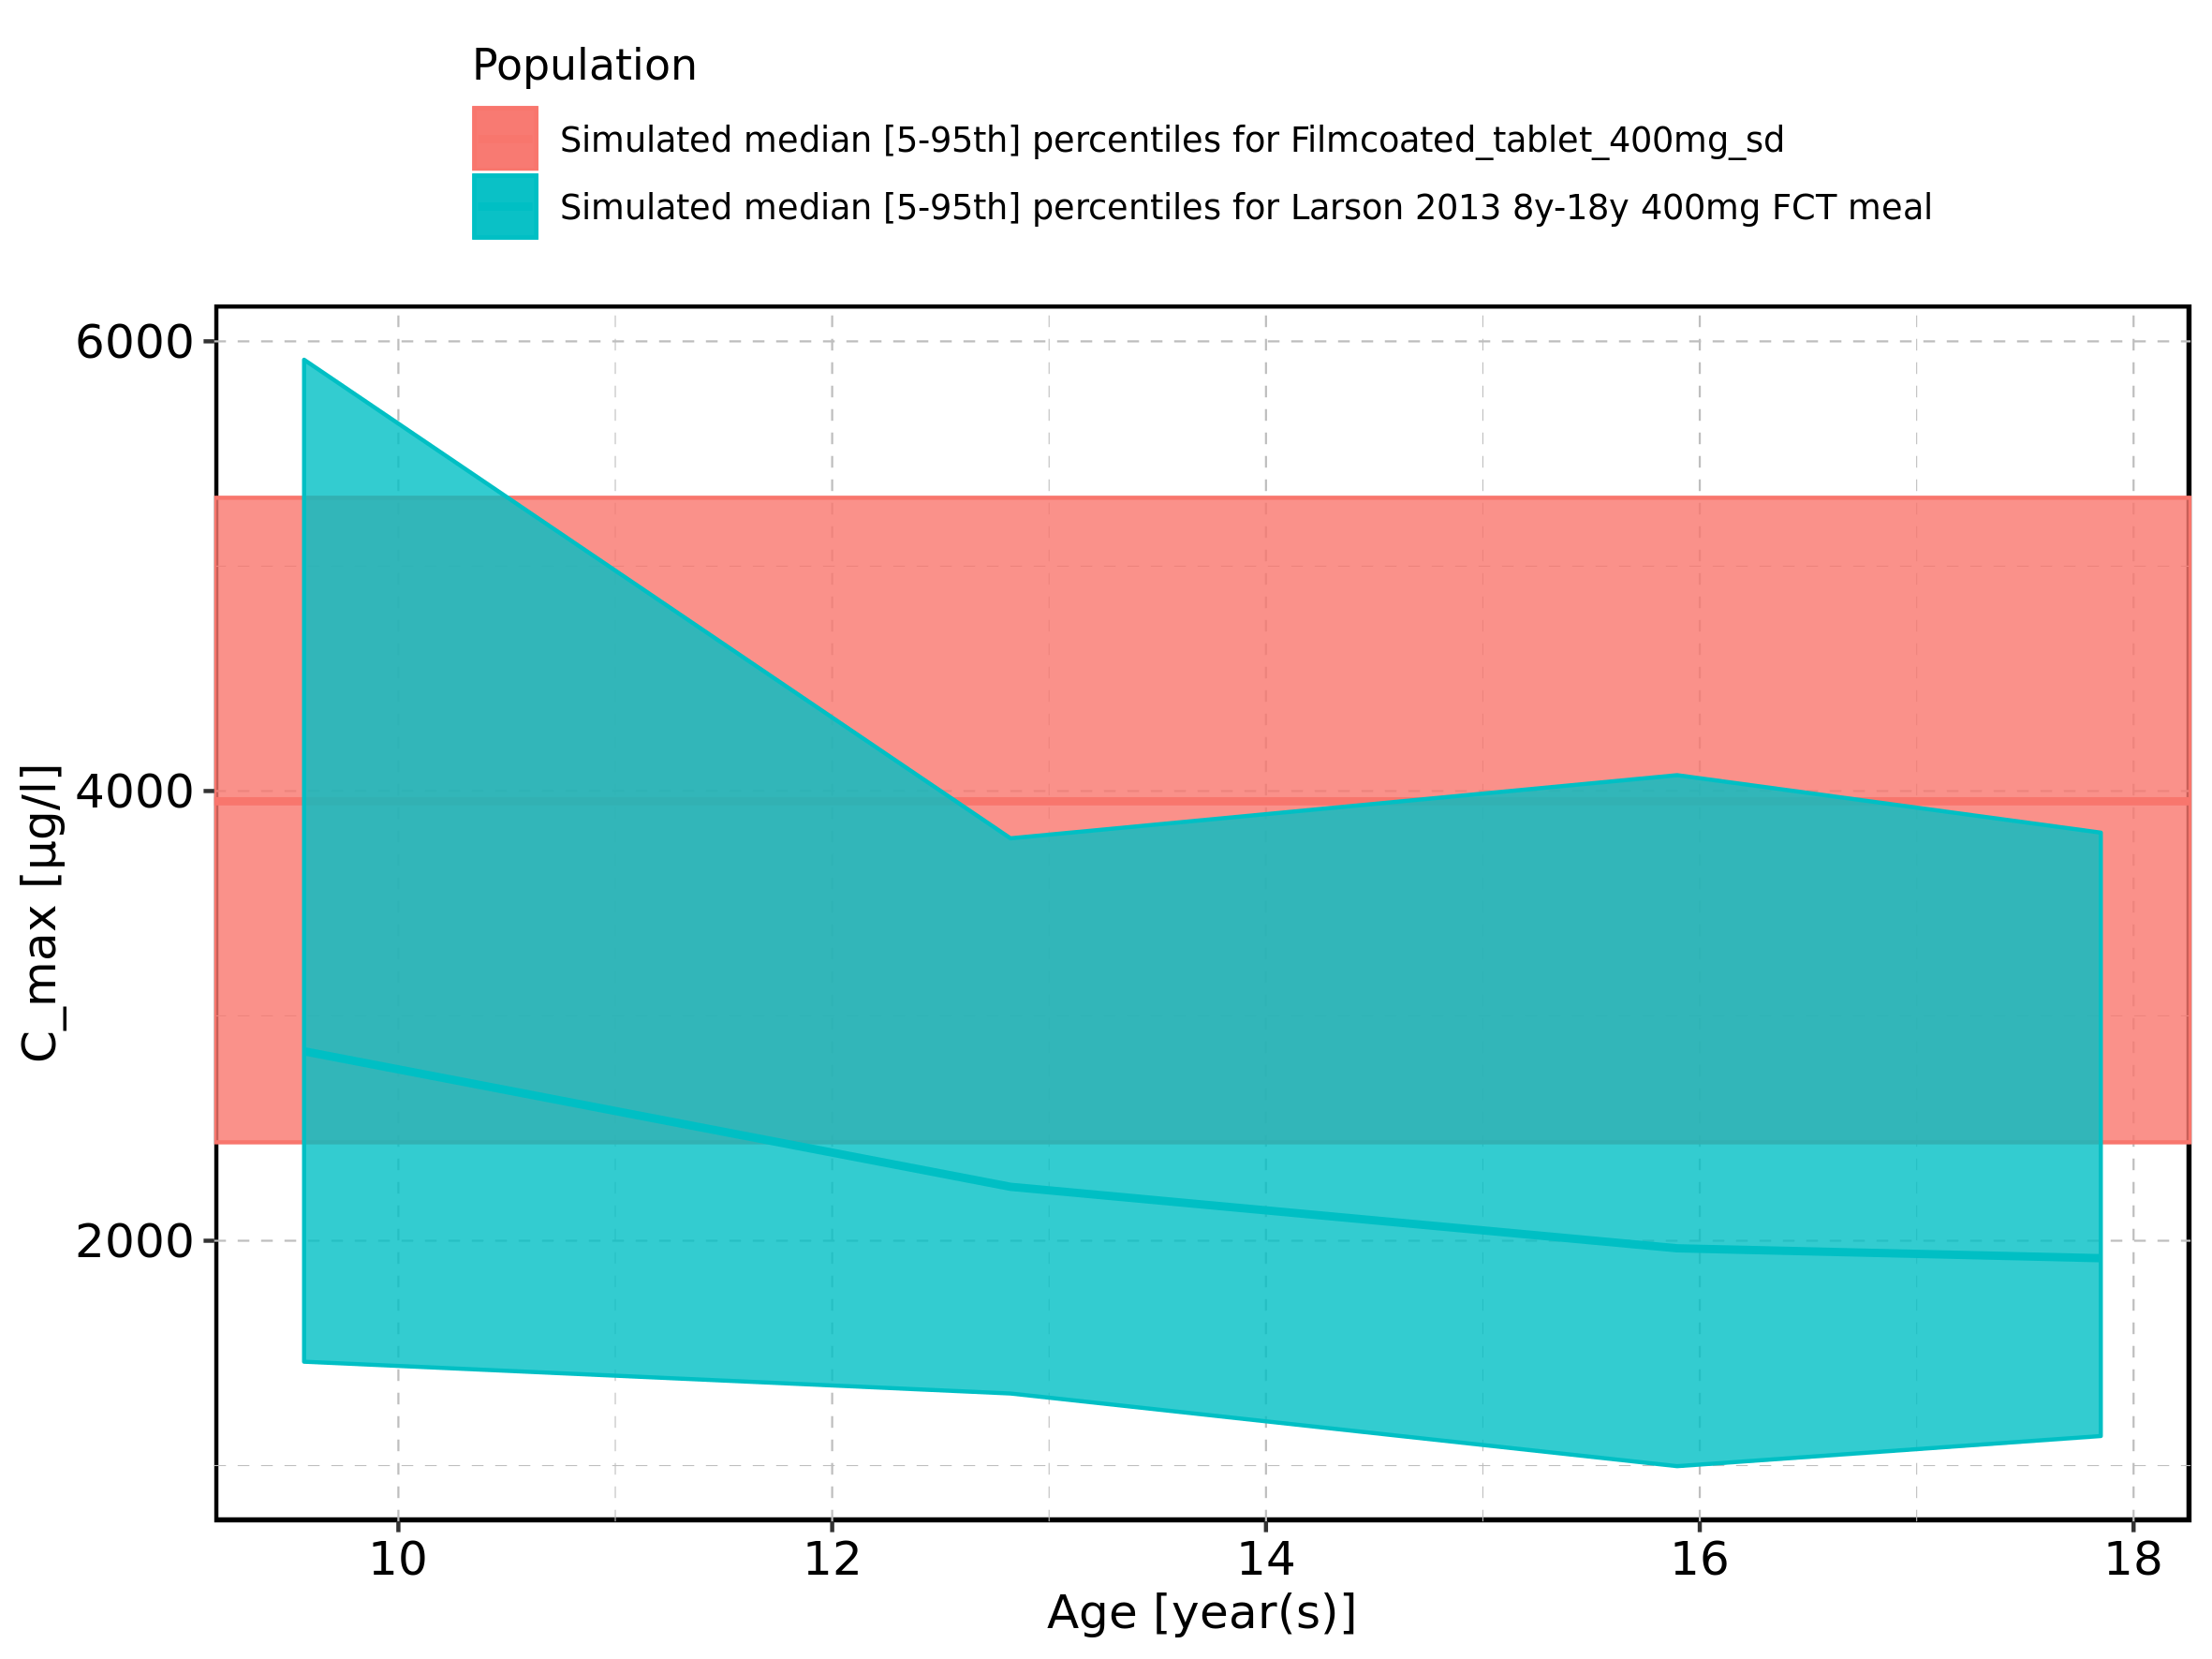 Population
Simulated median [5-95th] percentiles for Filmcoated_tablet_400mg_sd
Simulated median [5-95th] percentiles for Larson 2013 8y-18y 400mg FCT meal
6000
4000
2000
C_max [µg/l]
10 12 14 16 18
Age [year(s)]